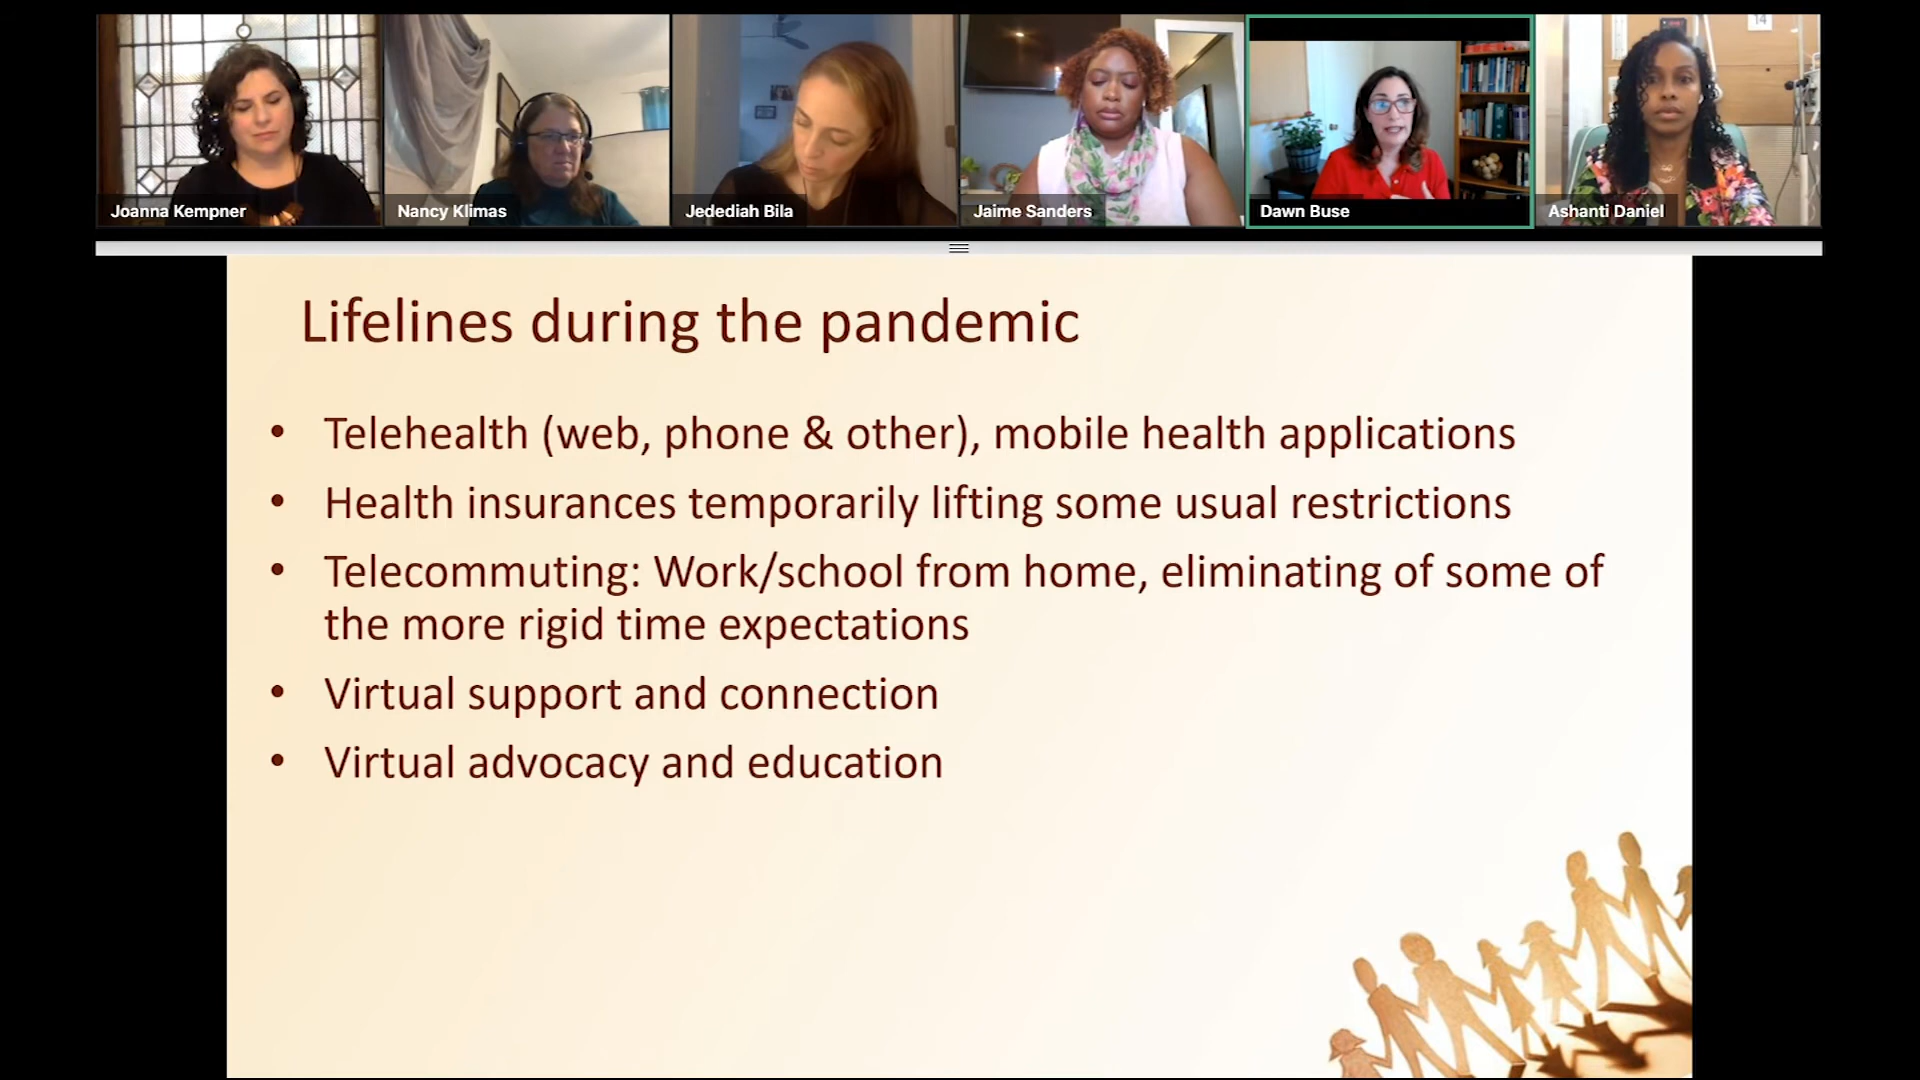 14
Joanna Kempner
Nancy Klimas
Jedediah Bila
Jaime Sanders
Dawn Buse
Ashanti Daniel
Lifelines during the pandemic
• Telehealth (web, phone & other), mobile health applications
• Health insurances temporarily lifting some usual restrictions
• Telecommuting: Work/school from home, eliminating of some of
the more rigid time expectations
• Virtual support and connection
• Virtual advocacy and education